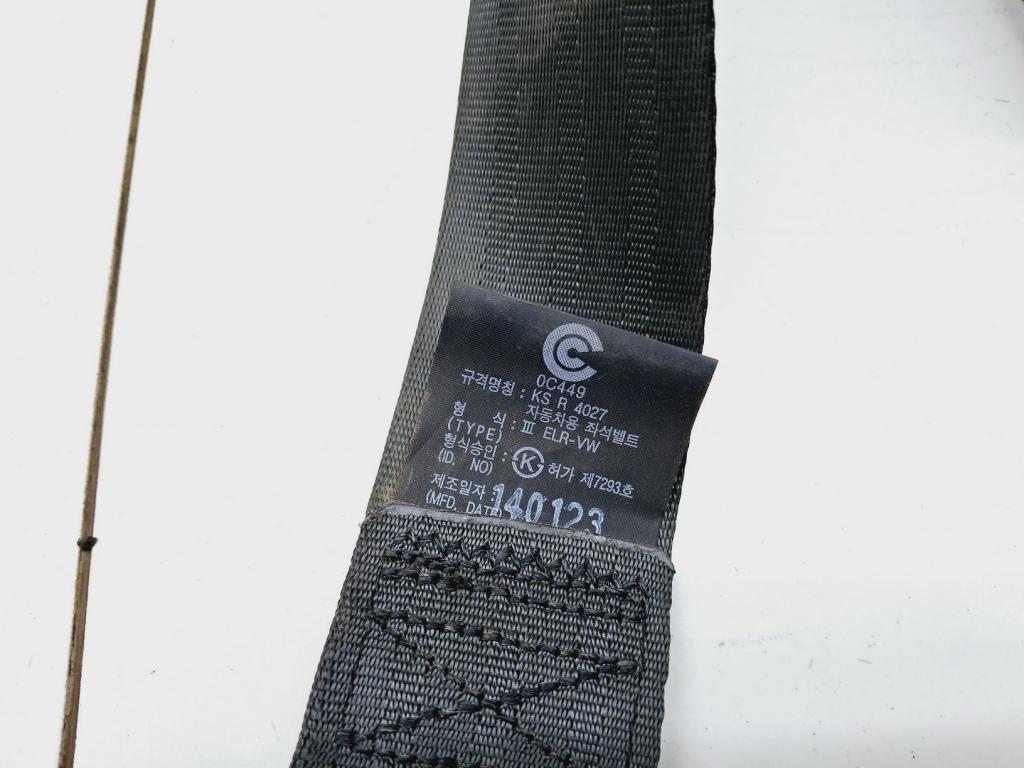 0C449
규격명칭 : KS R 4027
자동차용 좌석벨트
형 식 : Ⅲ ELR-VW
(TYPE)
형식승인 : K 허가 제7293호
(ID. NO)
제조일자 140123
(MFD. DATE)